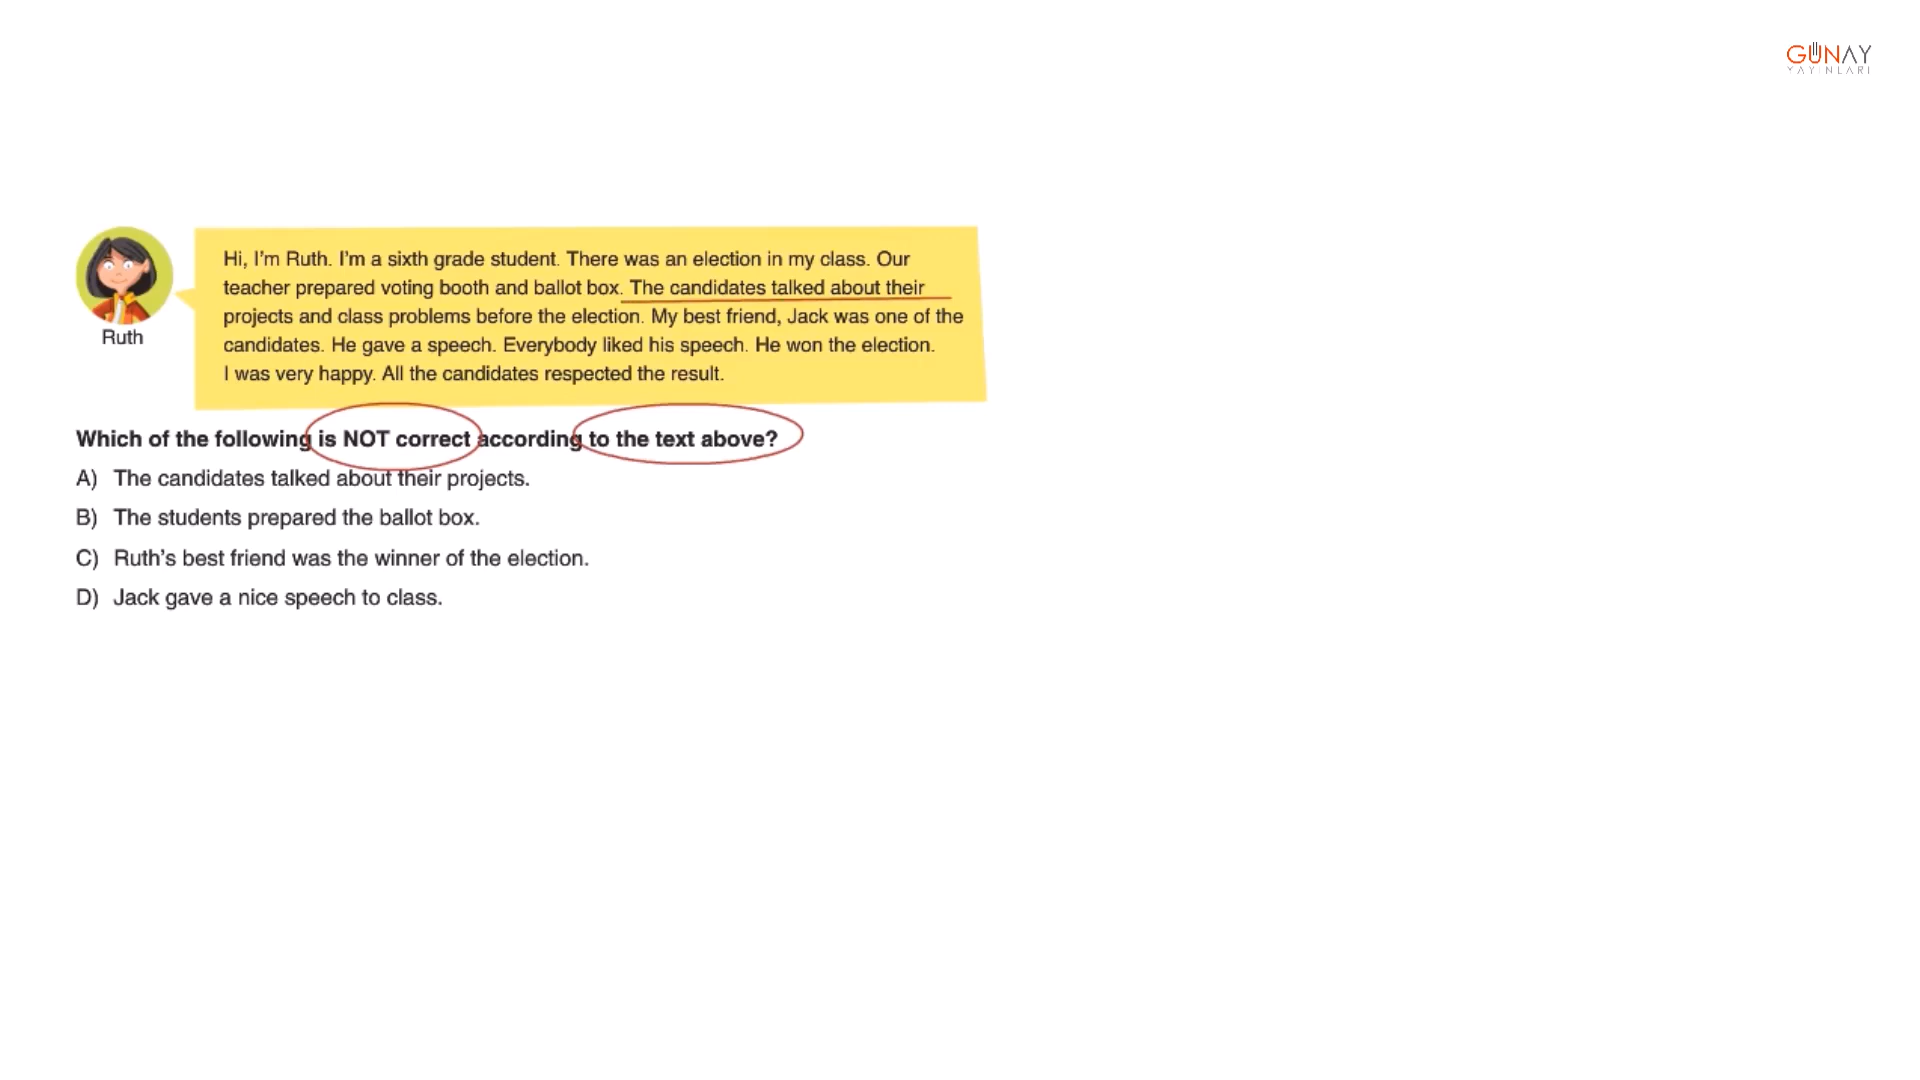 GÜNAY
YAYINLARI
Hi, I'm Ruth. I'm a sixth grade student. There was an election in my class. Our
teacher prepared voting booth and ballot box. The candidates talked about their
projects and class problems before the election. My best friend, Jack was one of the
candidates. He gave a speech. Everybody liked his speech. He won the election.
I was very happy. All the candidates respected the result.
Ruth
Which of the following is NOT correct according to the text above?
A) The candidates talked about their projects.
B) The students prepared the ballot box.
C) Ruth's best friend was the winner of the election.
D) Jack gave a nice speech to class.